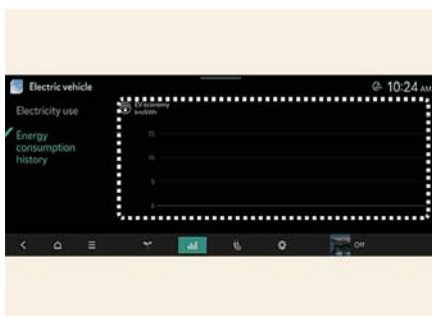 Electric vehicle
10:24 AM
Electricity use
EV economy
km/kWh
Energy
consumption
history
15
10
5
0
Off